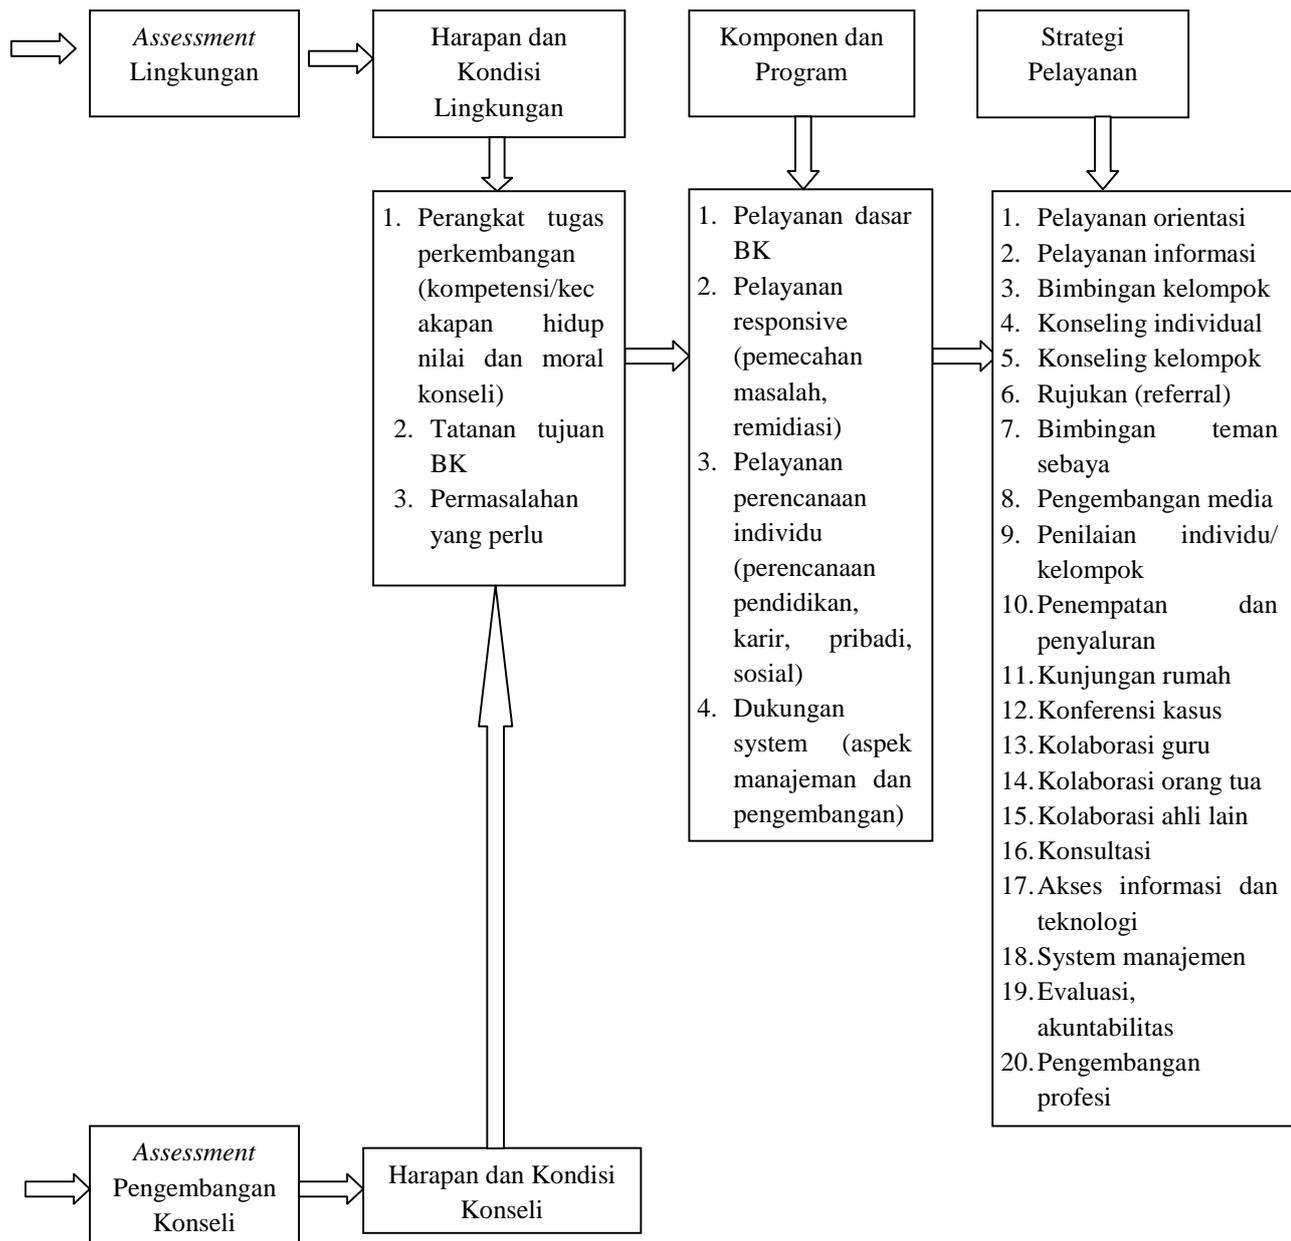 Assessment
Lingkungan
Harapan dan
Kondisi
Lingkungan
Komponen dan
Program
Strategi
Pelayanan
1. Perangkat tugas
perkembangan
(kompetensi/kec
akapan hidup
nilai dan moral
konseli)
2. Tatanan tujuan
BK
3. Permasalahan
yang perlu
1. Pelayanan dasar
BK
2. Pelayanan
responsive
(pemecahan
masalah,
remidiasi)
3. Pelayanan
perencanaan
individu
(perencanaan
pendidikan,
karir, pribadi,
sosial)
4. Dukungan
system (aspek
manajeman dan
pengembangan)
1. Pelayanan orientasi
2. Pelayanan informasi
3. Bimbingan kelompok
4. Konseling individual
5. Konseling kelompok
6. Rujukan (referral)
7. Bimbingan teman
sebaya
8. Pengembangan media
9. Penilaian individu/
kelompok
10. Penempatan dan
penyaluran
11. Kunjungan rumah
12. Konferensi kasus
13. Kolaborasi guru
14. Kolaborasi orang tua
15. Kolaborasi ahli lain
16. Konsultasi
17. Akses informasi dan
teknologi
18. System manajemen
19. Evaluasi,
akuntabilitas
20. Pengembangan
profesi
Assessment
Pengembangan
Konseli
Harapan dan Kondisi
Konseli